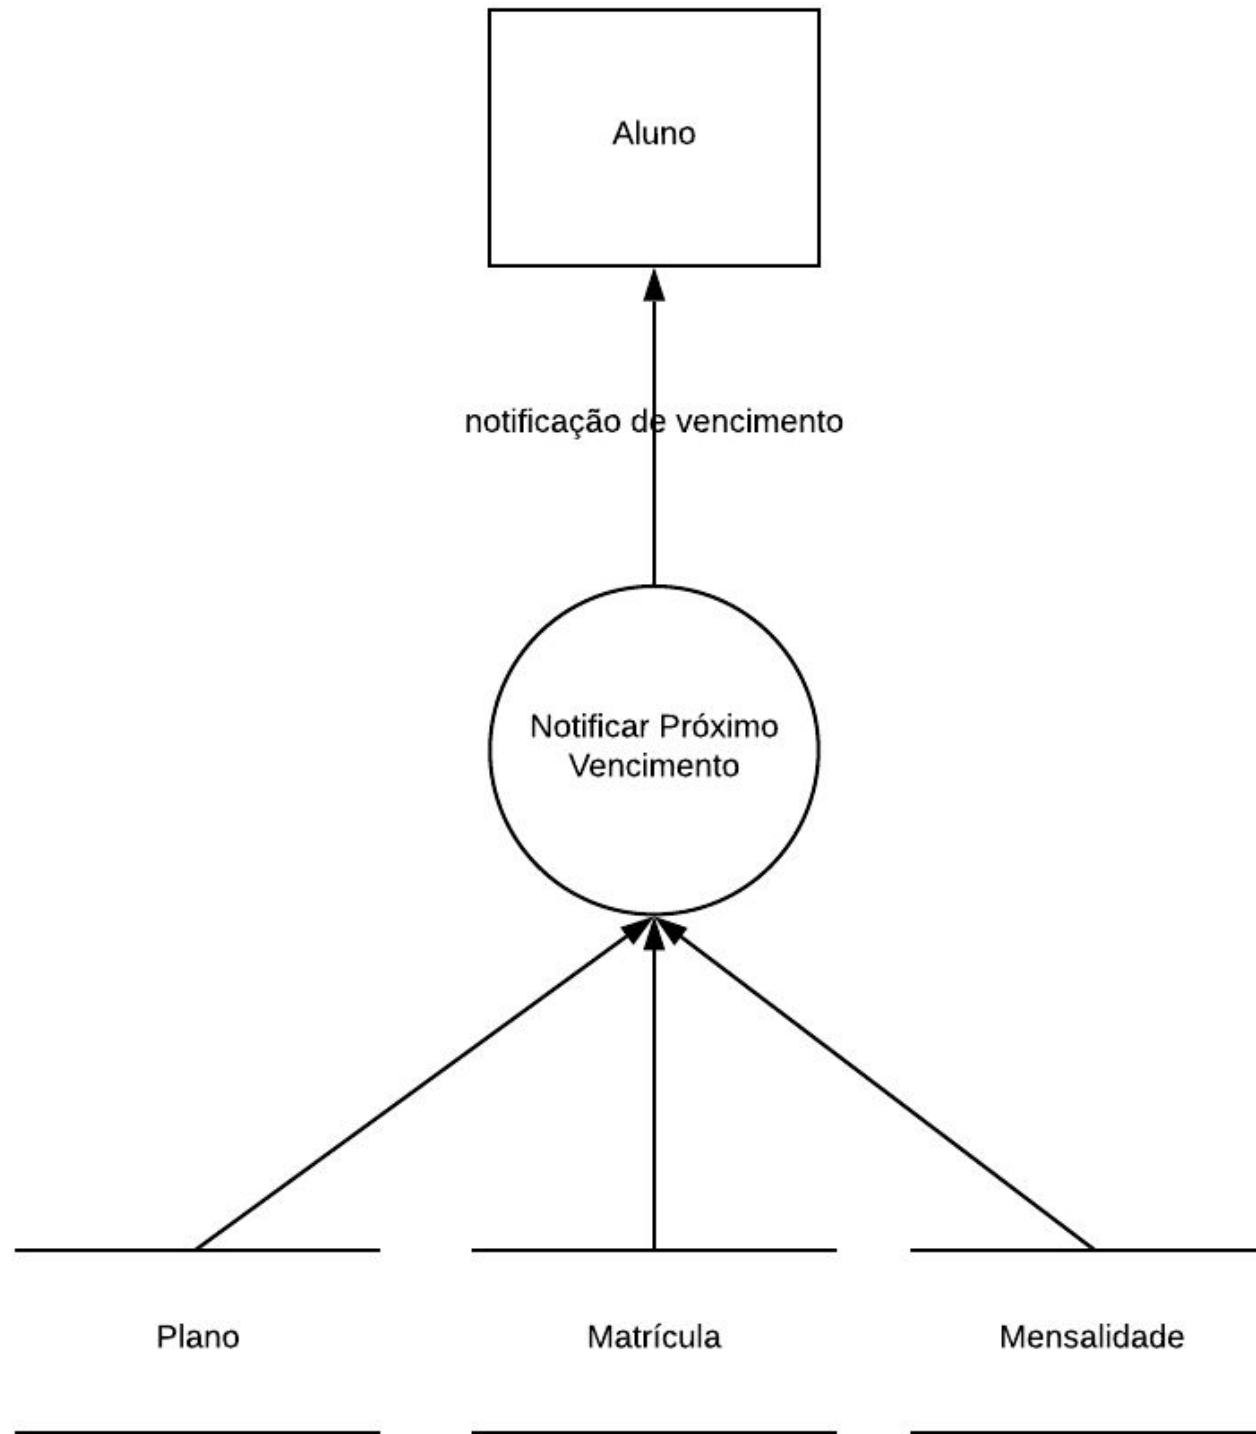 Aluno
notificação de vencimento
Notificar Próximo
Vencimento
Plano
Matrícula
Mensalidade